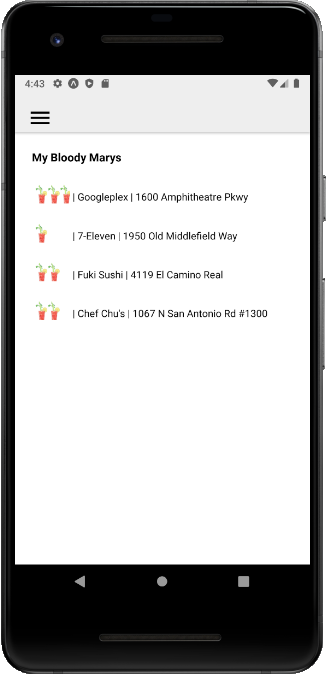 4:43
My Bloody Marys
| Googleplex | 1600 Amphitheatre Pkwy
| 7-Eleven | 1950 Old Middlefield Way
| Fuki Sushi | 4119 El Camino Real
| Chef Chu's | 1067 N San Antonio Rd #1300